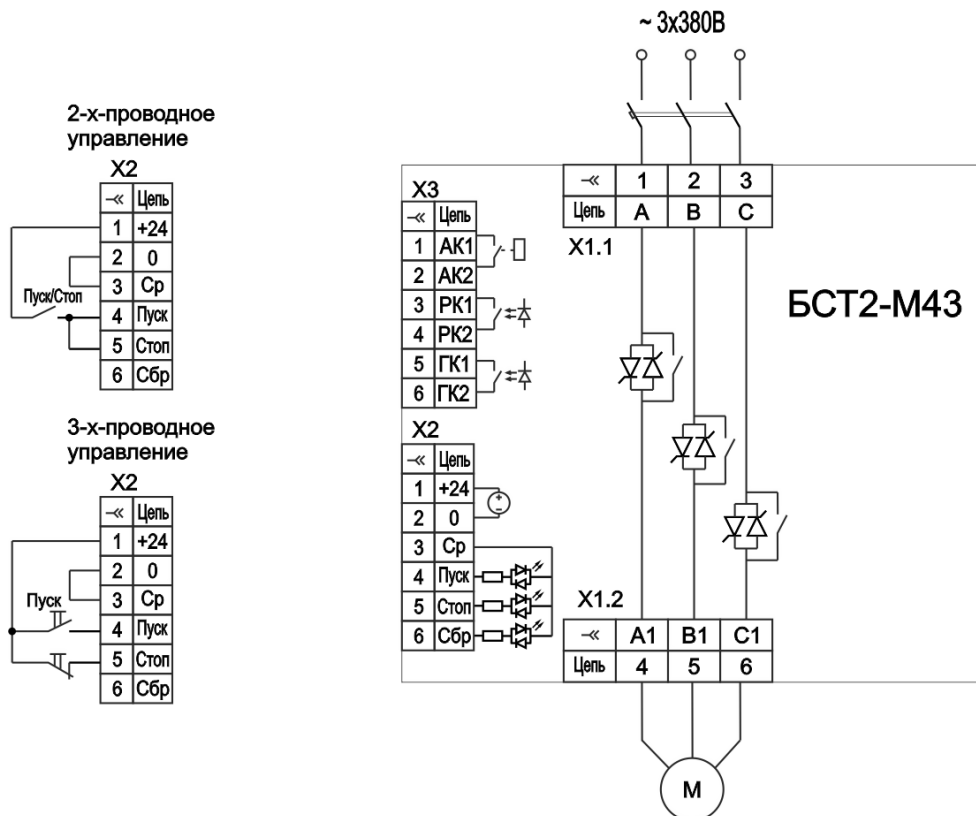 ~ 3х380В
2-х-проводное
управление
X2
Цепь
1 +24
2 0
3 Ср
4 Пуск
5 Стоп
6 Сбр
Пуск/Стоп
3-х-проводное
управление
X2
Цепь
1 +24
2 0
3 Ср
4 Пуск
5 Стоп
6 Сбр
Пуск
X3
Цепь
1 АК1
2 АК2
3 РК1
4 РК2
5 ГК1
6 ГК2
X2
Цепь
1 +24
2 0
3 Ср
4 Пуск
5 Стоп
6 Сбр
1 2 3
Цепь A B C
X1.1
БСТ2-М43
X1.2
A1 B1 C1
Цепь 4 5 6
М